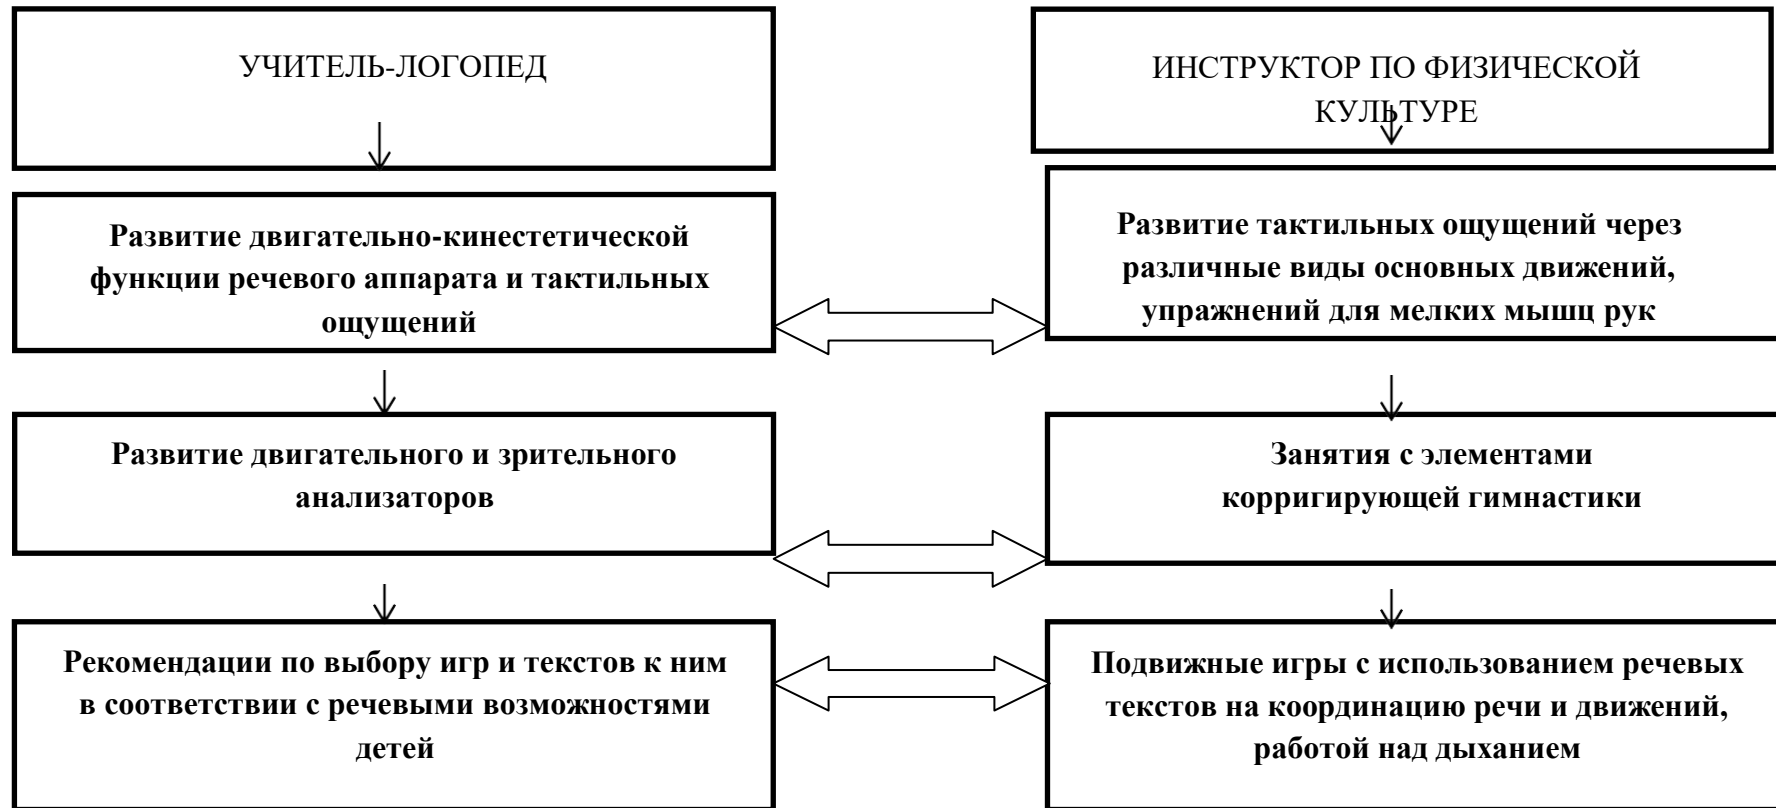 УЧИТЕЛЬ-ЛОГОПЕД
ИНСТРУКТОР ПО ФИЗИЧЕСКОЙ
КУЛЬТУРЕ
Развитие двигательно-кинестетической
функции речевого аппарата и тактильных
ощущений
Развитие тактильных ощущений через
различные виды основных движений,
упражнений для мелких мышц рук
Развитие двигательного и зрительного
анализаторов
Занятия с элементами
корригирующей гимнастики
Рекомендации по выбору игр и текстов к ним
в соответствии с речевыми возможностями
детей
Подвижные игры с использованием речевых
текстов на координацию речи и движений,
работой над дыханием